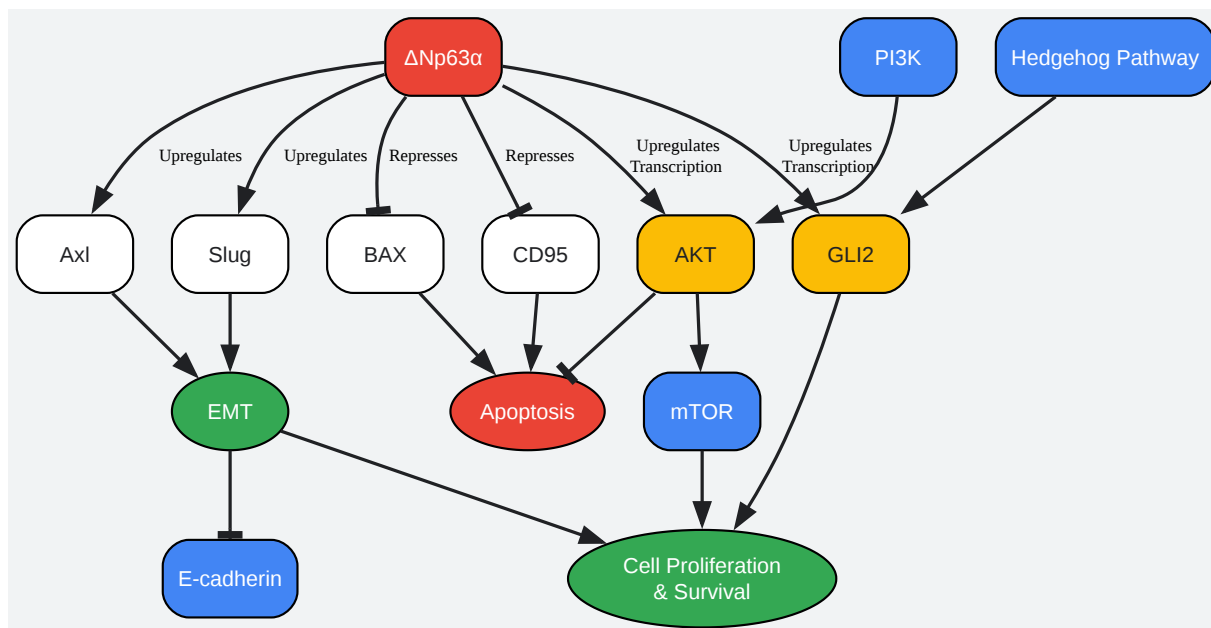 ΔNp63α
PI3K
Hedgehog Pathway
Upregulates
Upregulates
Represses
Represses
Upregulates
Transcription
Upregulates
Transcription
Axl
Slug
BAX
CD95
AKT
GLI2
EMT
Apoptosis
mTOR
E-cadherin
Cell Proliferation
& Survival